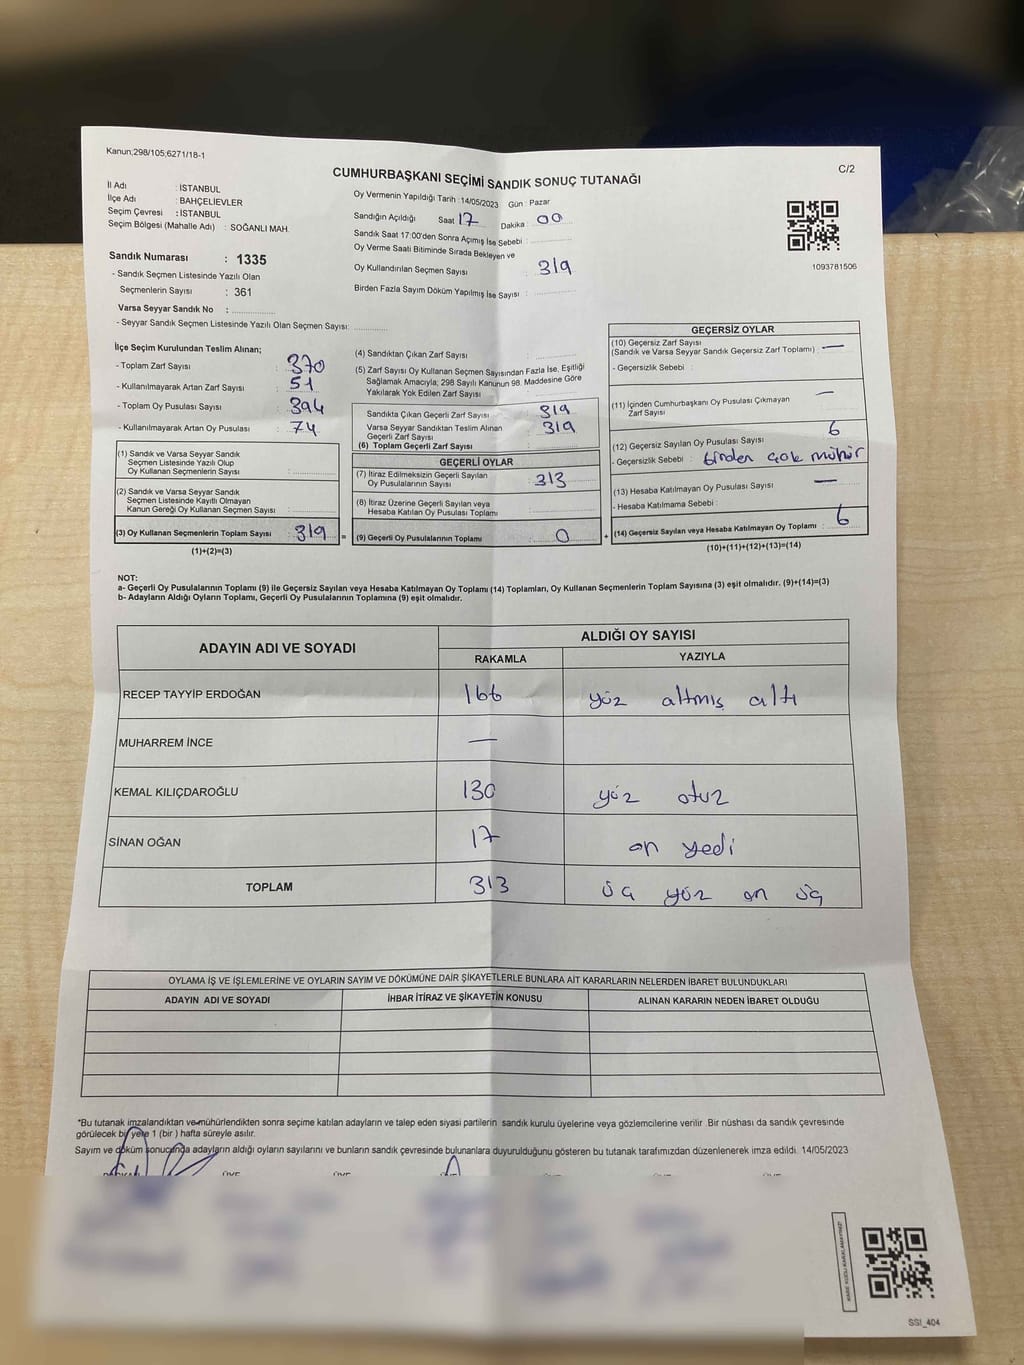 Kanun;298/105;6271/18-1
C/2
CUMHURBAŞKANI SEÇİMİ SANDIK SONUÇ TUTANAĞI
İl Adı : İSTANBUL
İlçe Adı : BAHÇELİEVLER
Seçim Çevresi : İSTANBUL
Seçim Bölgesi (Mahalle Adı) : SOĞANLI MAH.
Sandık Numarası : 1335
- Sandık Seçmen Listesinde Yazılı Olan
Seçmenlerin Sayısı : 361
Varsa Seyyar Sandık No :
- Seyyar Sandık Seçmen Listesinde Yazılı Olan Seçmen Sayısı:
Oy Vermenin Yapıldığı Tarih : 14/05/2023 Gün : Pazar
Sandığın Açıldığı Saat 17 Dakika : 00
Sandık Saat 17:00'den Sonra Açımış İse Sebebi :
Oy Verme Saati Bitiminde Sırada Bekleyen ve
Oy Kullandırılan Seçmen Sayısı : 319
Birden Fazla Sayım Döküm Yapılmış İse Sayısı :
1093781506
İlçe Seçim Kurulundan Teslim Alınan;
- Toplam Zarf Sayısı : 370
- Kullanılmayarak Artan Zarf Sayısı : 51
- Toplam Oy Pusulası Sayısı : 394
- Kullanılmayarak Artan Oy Pusulası : 74
(1) Sandık ve Varsa Seyyar Sandık
Seçmen Listesinde Yazılı Olup
Oy Kullanan Seçmenlerin Sayısı :
(2) Sandık ve Varsa Seyyar Sandık
Seçmen Listesinde Kayıtlı Olmayan
Kanun Gereği Oy Kullanan Seçmen Sayısı :
(3) Oy Kullanan Seçmenlerin Toplam Sayısı : 319 =
(1)+(2)=(3)
(4) Sandıktan Çıkan Zarf Sayısı :
(5) Zarf Sayısı Oy Kullanan Seçmen Sayısından Fazla İse, Eşitliği
Sağlamak Amacıyla; 298 Sayılı Kanunun 98. Maddesine Göre
Yakılarak Yok Edilen Zarf Sayısı :
Sandıkta Çıkan Geçerli Zarf Sayısı 319
Varsa Seyyar Sandıktan Teslim Alınan : 319
Geçerli Zarf Sayısı
(6) Toplam Geçerli Zarf Sayısı
GEÇERLİ OYLAR
(7) İtiraz Edilmeksizin Geçerli Sayılan
Oy Pusulalarının Sayısı : 313
(8) İtiraz Üzerine Geçerli Sayılan veya
Hesaba Katılan Oy Pusulası Toplamı
(9) Geçerli Oy Pusulalarının Toplamı : 0 +
GEÇERSİZ OYLAR
(10) Geçersiz Zarf Sayısı
(Sandık ve Varsa Seyyar Sandık Geçersiz Zarf Toplamı) : —
- Geçersizlik Sebebi :
(11) İçinden Cumhurbaşkanı Oy Pusulası Çıkmayan
Zarf Sayısı : —
(12) Geçersiz Sayılan Oy Pusulası Sayısı : 6
- Geçersizlik Sebebi : birden çok mühür
(13) Hesaba Katılmayan Oy Pusulası Sayısı : —
- Hesaba Katılmama Sebebi :
(14) Geçersiz Sayılan veya Hesaba Katılmayan Oy Toplamı : 6
(10)+(11)+(12)+(13)=(14)
NOT:
a- Geçerli Oy Pusulalarının Toplamı (9) ile Geçersiz Sayılan veya Hesaba Katılmayan Oy Toplamı (14) Toplamları, Oy Kullanan Seçmenlerin Toplam Sayısına (3) eşit olmalıdır. (9)+(14)=(3)
b- Adayların Aldığı Oyların Toplamı, Geçerli Oy Pusulalarının Toplamına (9) eşit olmalıdır.
ADAYIN ADI VE SOYADI ALDIĞI OY SAYISI
RAKAMLA YAZIYLA
RECEP TAYYİP ERDOĞAN 166 yüz altmış altı
MUHARREM İNCE —
KEMAL KILIÇDAROĞLU 130 yüz otuz
SİNAN OĞAN 17 on yedi
TOPLAM 313 üç yüz on üç
OYLAMA İŞ VE İŞLEMLERİNE VE OYLARIN SAYIM VE DÖKÜMÜNE DAİR ŞİKAYETLERLE BUNLARA AİT KARARLARIN NELERDEN İBARET BULUNDUKLARI
ADAYIN ADI VE SOYADI İHBAR İTİRAZ VE ŞİKAYETİN KONUSU ALINAN KARARIN NEDEN İBARET OLDUĞU
*Bu tutanak imzalandıktan ve mühürlendikten sonra seçime katılan adayların ve talep eden siyasi partilerin sandık kurulu üyelerine veya gözlemcilerine verilir .Bir nüshası da sandık çevresinde
görülecek bir yere 1 (bir ) hafta süreyle asılır.
Sayım ve döküm sonucunda adayların aldığı oyların sayılarını ve bunların sandık çevresinde bulunanlara duyurulduğunu gösteren bu tutanak tarafımızdan düzenlenerek imza edildi. 14/05/2023
SSI_404